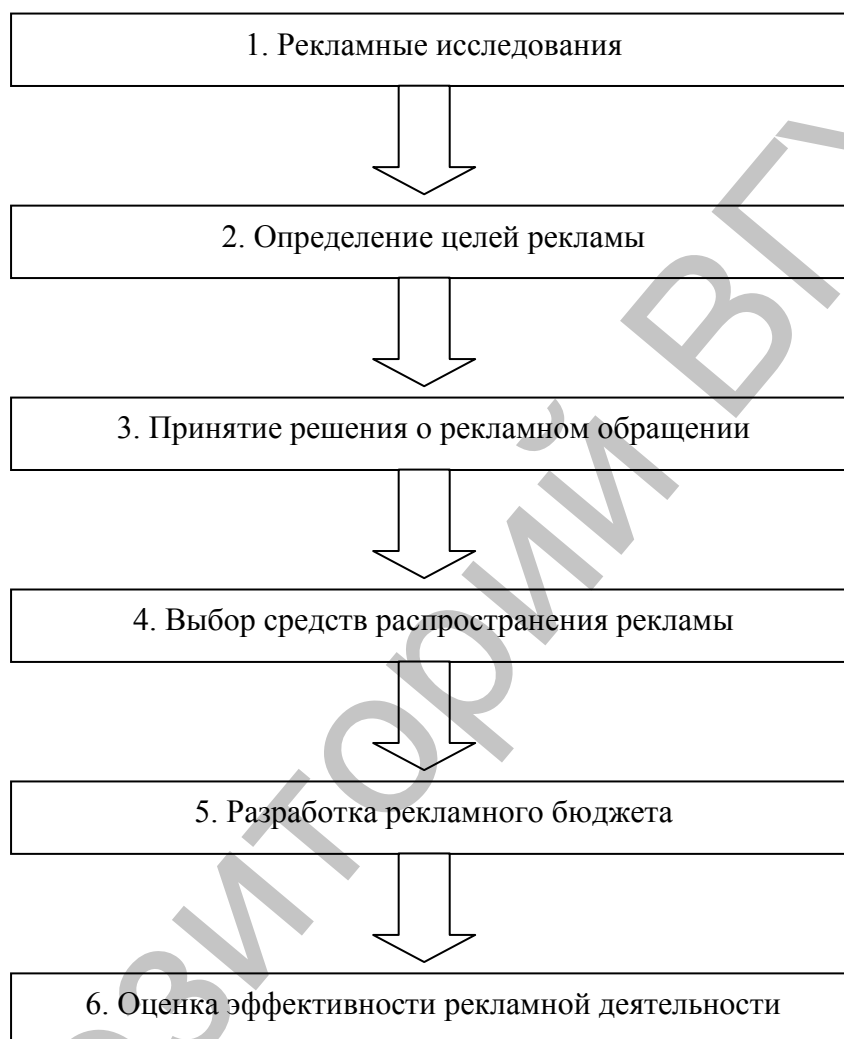 1. Рекламные исследования
2. Определение целей рекламы
3. Принятие решения о рекламном обращении
4. Выбор средств распространения рекламы
5. Разработка рекламного бюджета
6. Оценка эффективности рекламной деятельности